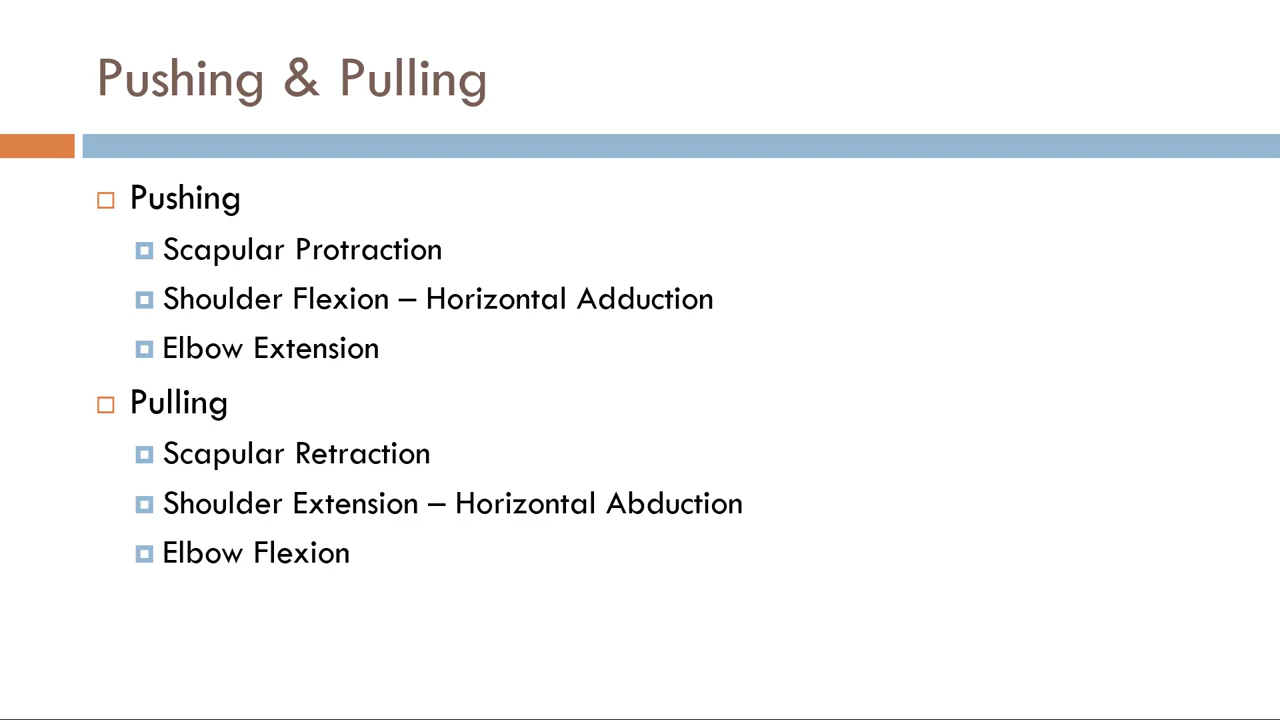 Pushing & Pulling
Pushing
Scapular Protraction
Shoulder Flexion – Horizontal Adduction
Elbow Extension
Pulling
Scapular Retraction
Shoulder Extension – Horizontal Abduction
Elbow Flexion